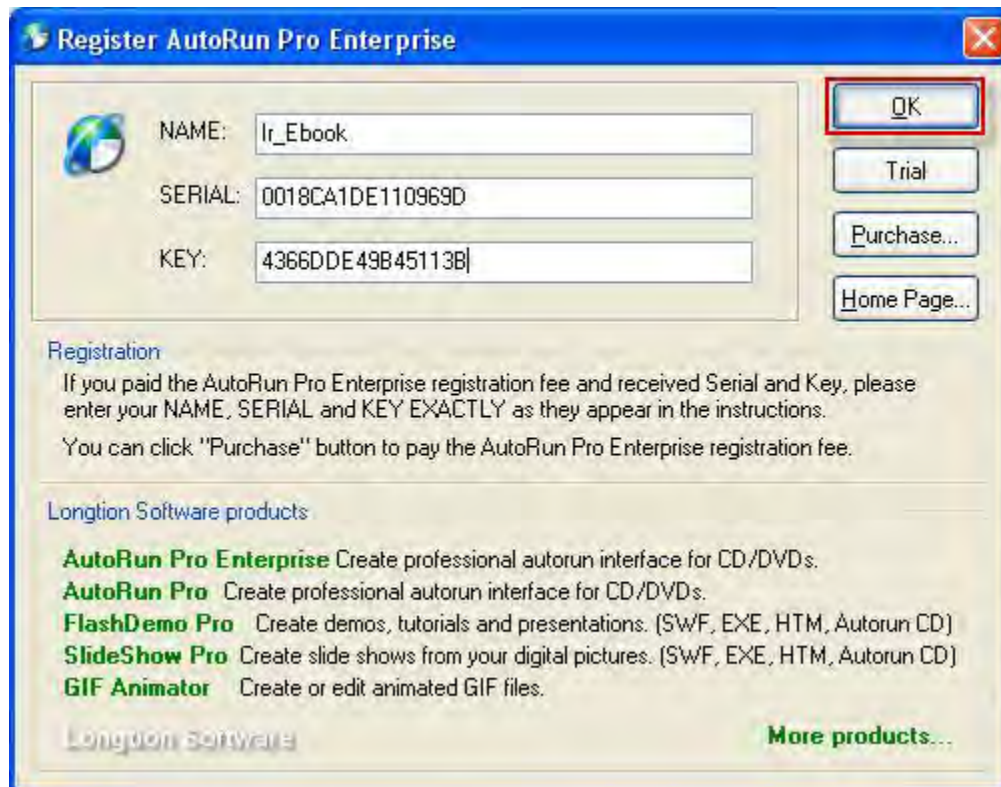 Register AutoRun Pro Enterprise
NAME: Ir_Ebook
SERIAL: 0018CA1DE110969D
KEY: 4366DDE49B45113B
OK
Trial
Purchase...
Home Page...
Registration
If you paid the AutoRun Pro Enterprise registration fee and received Serial and Key, please
enter your NAME, SERIAL and KEY EXACTLY as they appear in the instructions.
You can click "Purchase" button to pay the AutoRun Pro Enterprise registration fee.
Longtion Software products
AutoRun Pro Enterprise Create professional autorun interface for CD/DVDs.
AutoRun Pro Create professional autorun interface for CD/DVDs.
FlashDemo Pro Create demos, tutorials and presentations. (SWF, EXE, HTM, Autorun CD)
SlideShow Pro Create slide shows from your digital pictures. (SWF, EXE, HTM, Autorun CD)
GIF Animator Create or edit animated GIF files.
Longtion Software
More products...